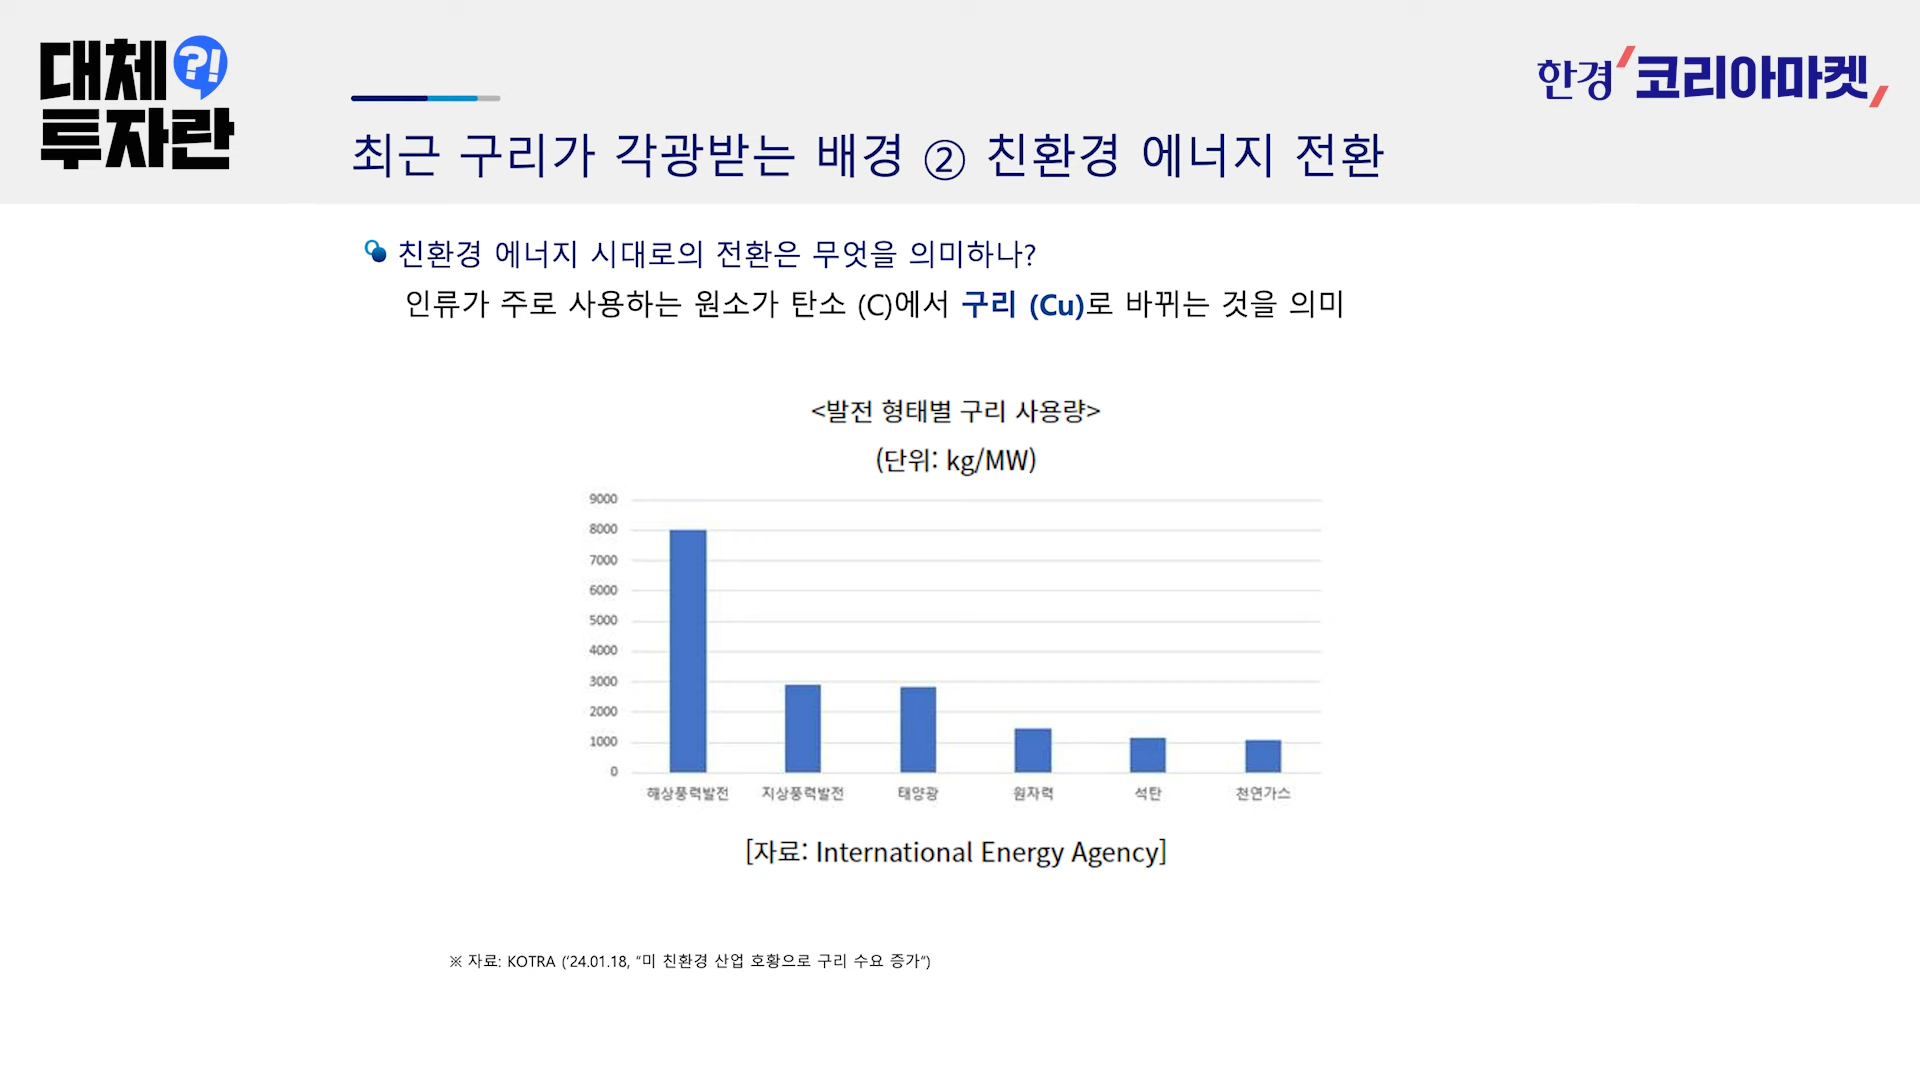 대체?!
투자란
한경 코리아마켓
최근 구리가 각광받는 배경 ② 친환경 에너지 전환
친환경 에너지 시대로의 전환은 무엇을 의미하나?
인류가 주로 사용하는 원소가 탄소 (C)에서 구리 (Cu)로 바뀌는 것을 의미
<발전 형태별 구리 사용량>
(단위: kg/MW)
9000
8000
7000
6000
5000
4000
3000
2000
1000
0
해상풍력발전 지상풍력발전 태양광 원자력 석탄 천연가스
[자료: International Energy Agency]
※ 자료: KOTRA (‘24.01.18, “미 친환경 산업 호황으로 구리 수요 증가“)